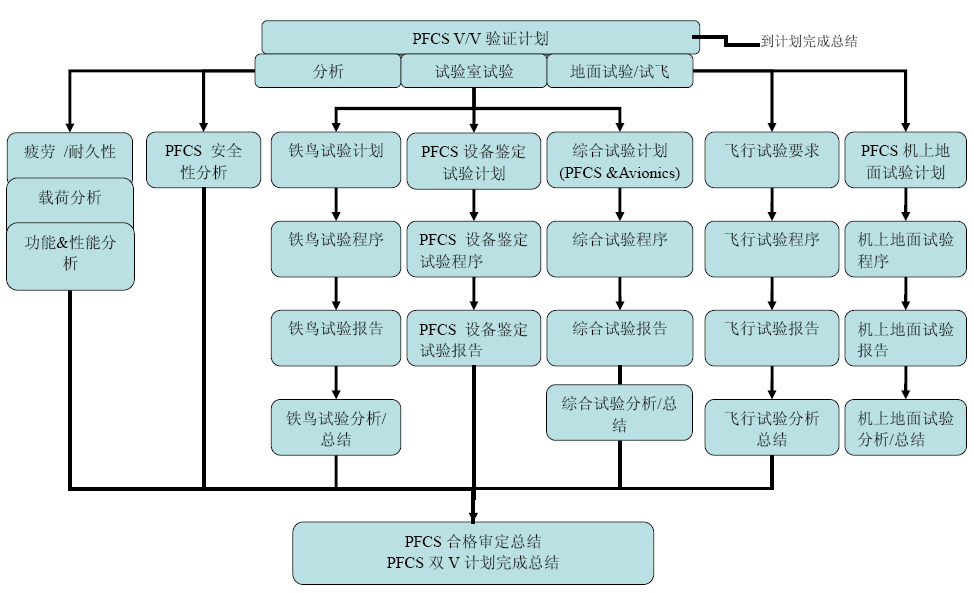 PFCS V/V 验证计划
到计划完成总结
分析
试验室试验
地面试验/试飞
疲劳 /耐久性
载荷分析
功能&性能分
析
PFCS 安全
性分析
铁鸟试验计划
PFCS 设备鉴定
试验计划
综合试验计划
(PFCS &Avionics)
飞行试验要求
PFCS 机上地
面试验计划
铁鸟试验程序
PFCS 设备鉴定
试验程序
综合试验程序
飞行试验程序
机上地面试验
程序
铁鸟试验报告
PFCS 设备鉴定
试验报告
综合试验报告
飞行试验报告
机上地面试验
报告
铁鸟试验分析/
总结
综合试验分析/总
结
飞行试验分析
总结
机上地面试验
分析/总结
PFCS 合格审定总结
PFCS 双 V 计划完成总结